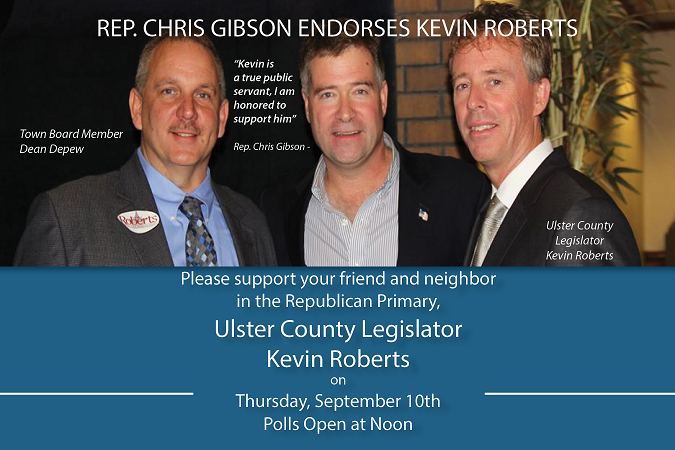 REP. CHRIS GIBSON ENDORSES KEVIN ROBERTS
“Kevin is
a true public
servant, I am
honored to
support him”
Rep. Chris Gibson -
Town Board Member
Dean Depew
Roberts
Ulster County
Legislator
Kevin Roberts
Please support your friend and neighbor
in the Republican Primary,
Ulster County Legislator
Kevin Roberts
on
Thursday, September 10th
Polls Open at Noon